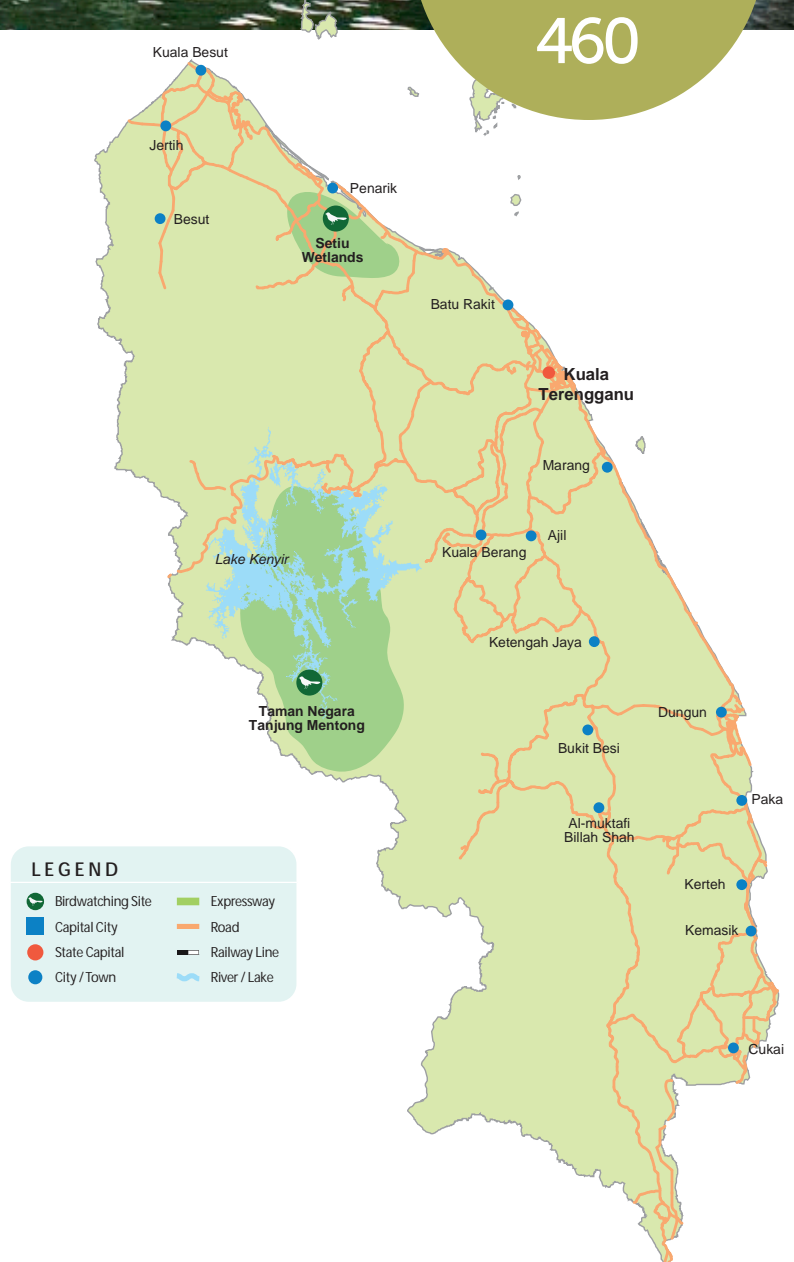 460
Kuala Besut
Jertih
Penarik
Besut
Setiu
Wetlands
Batu Rakit
Kuala
Terengganu
Marang
Ajil
Kuala Berang
Lake Kenyir
Ketengah Jaya
Taman Negara
Tanjung Mentong
Dungun
Bukit Besi
Paka
Al-muktafi
Billah Shah
Kerteh
Kemasik
Cukai
LEGEND
Birdwatching Site
Capital City
State Capital
City / Town
Expressway
Road
Railway Line
River / Lake